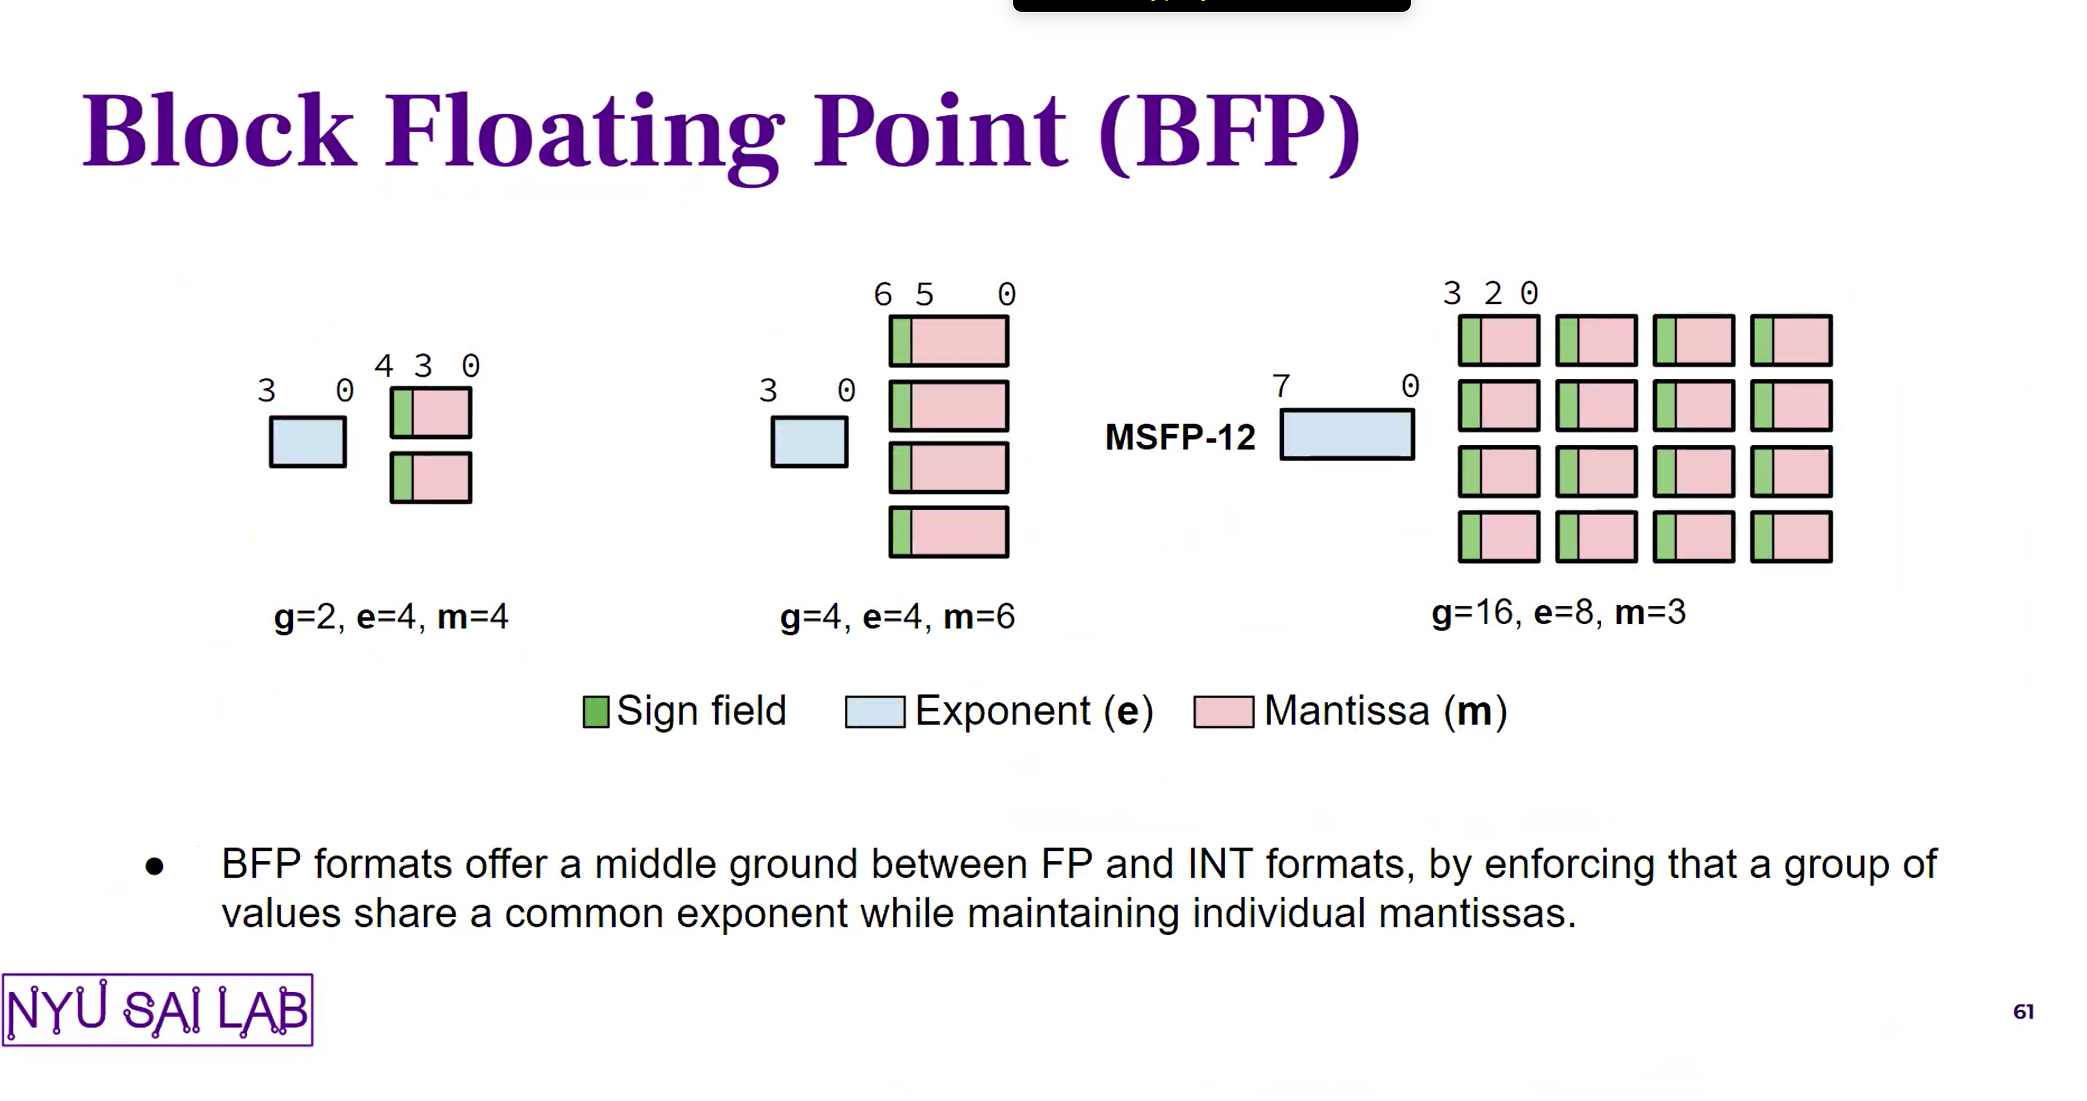 Block Floating Point (BFP)
6 5 0
3 2 0
4 3 0
3 0
3 0
7 0
MSFP-12
g=2, e=4, m=4
g=4, e=4, m=6
g=16, e=8, m=3
Sign field
Exponent (e)
Mantissa (m)
● BFP formats offer a middle ground between FP and INT formats, by enforcing that a group of
values share a common exponent while maintaining individual mantissas.
NYU SAI LAB
61